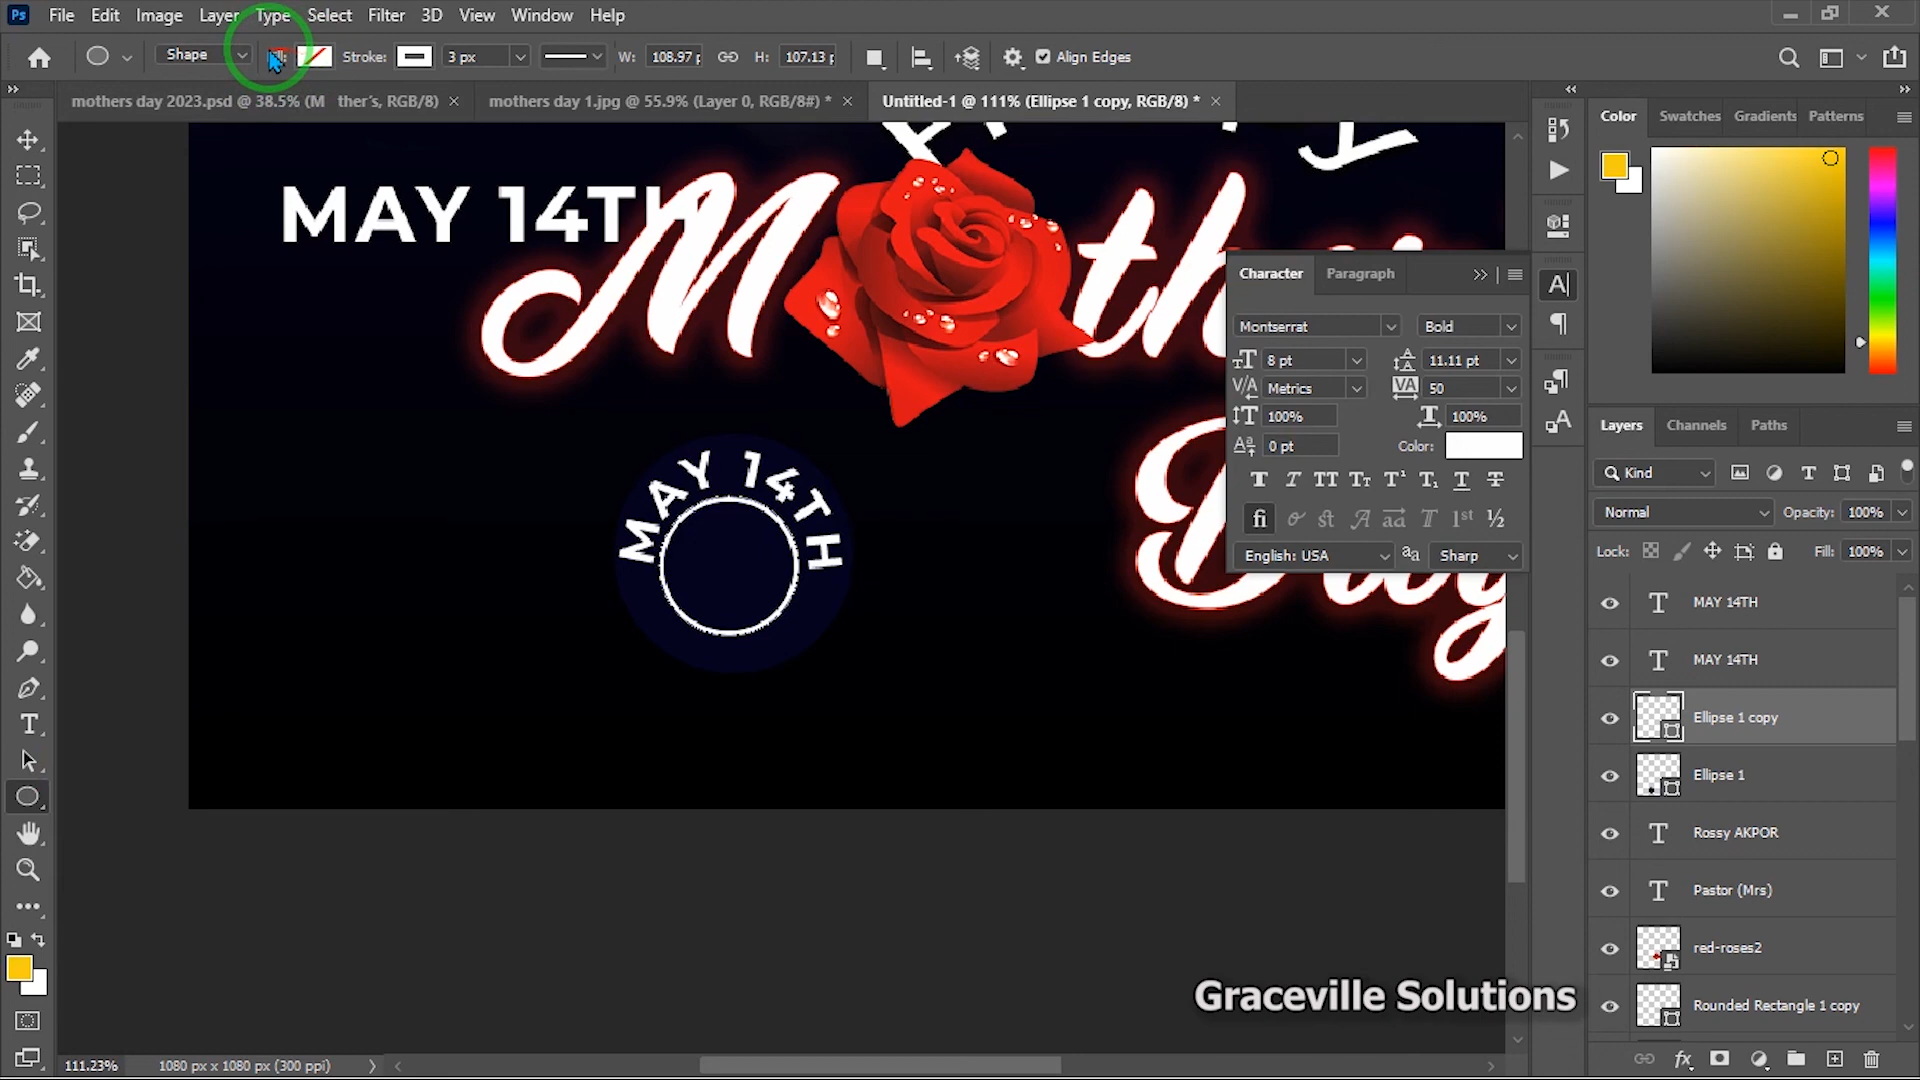 Ps File Edit Image Layer Type Select Filter 3D View Window Help
Shape Stroke: 3 px W: 108.97 p H: 107.13 p Align Edges
mothers day 2023.psd @ 38.5% (M ther's, RGB/8) × mothers day 1.jpg @ 55.9% (Layer 0, RGB/8#) * × Untitled-1 @ 111% (Ellipse 1 copy, RGB/8) * ×
Color Swatches Gradients Patterns
MAY 14TH
M th
MAY 14TH
Character Paragraph
Montserrat Bold
8 pt 11.11 pt
Metrics 50
100% 100%
0 pt Color:
English: USA Sharp
Layers Channels Paths
Kind
Normal Opacity: 100%
Lock: Fill: 100%
MAY 14TH
MAY 14TH
Ellipse 1 copy
Ellipse 1
Rossy AKPOR
Pastor (Mrs)
red-roses2
Rounded Rectangle 1 copy
Graceville Solutions
111.23% 1080 px x 1080 px (300 ppi)